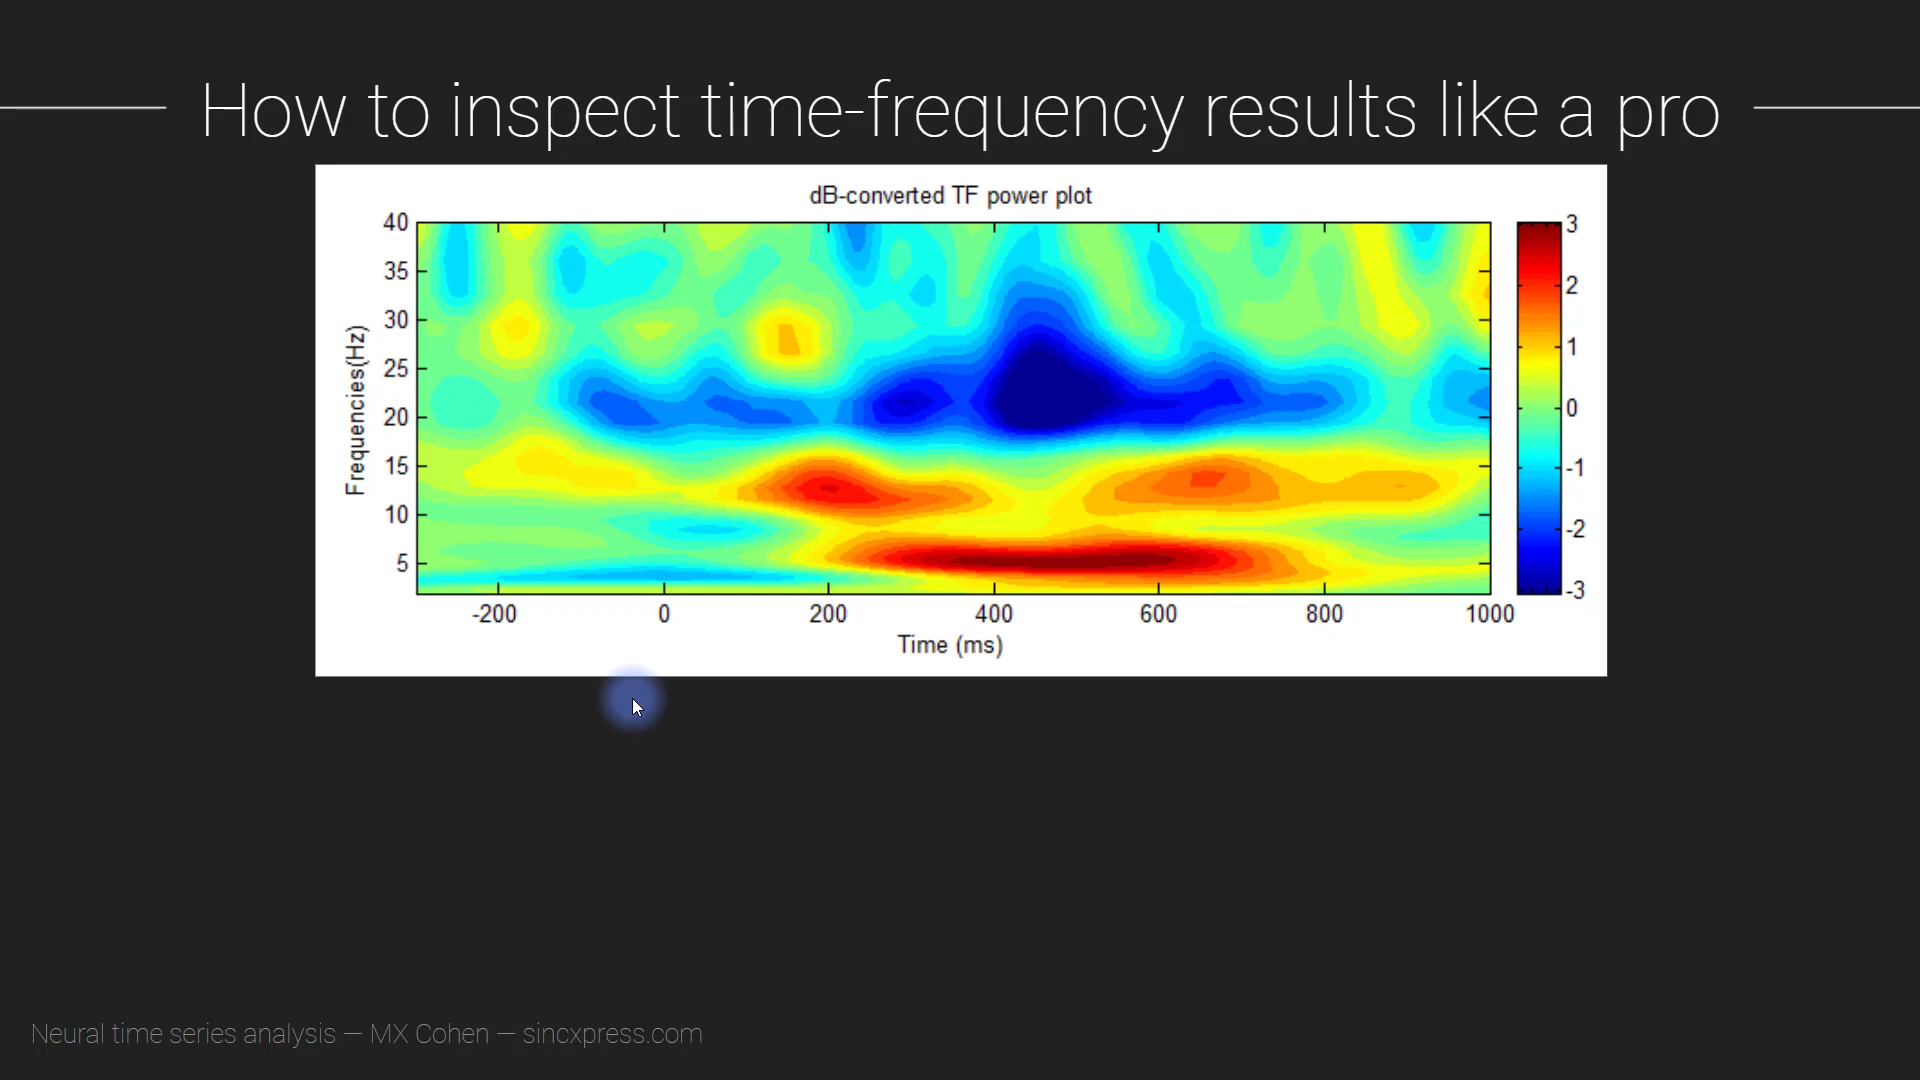 How to inspect time-frequency results like a pro
dB-converted TF power plot
40
35
30
25
20
15
10
5
Frequencies(Hz)
-200 0 200 400 600 800 1000
Time (ms)
3
2
1
0
-1
-2
-3
Neural time series analysis — MX Cohen — sincxpress.com